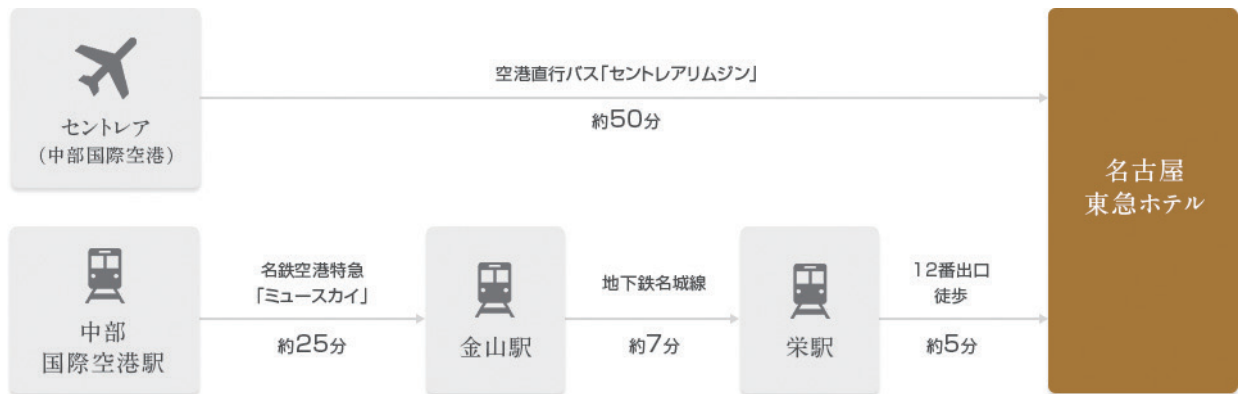 空港直行バス「セントレアリムジン」
約50分
セントレア
（中部国際空港）
名古屋
東急ホテル
名鉄空港特急
「ミュースカイ」
約25分
地下鉄名城線
約7分
12番出口
徒歩
約5分
中部
国際空港駅
金山駅
栄駅